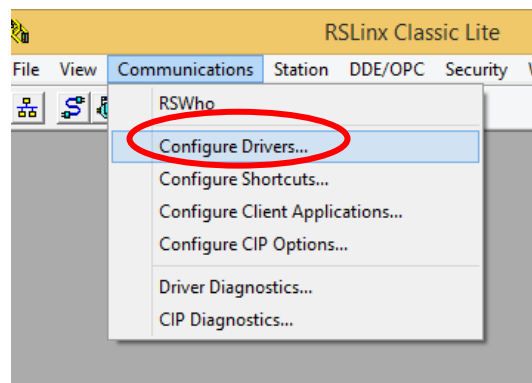 RSLinx Classic Lite
File View Communications Station DDE/OPC Security
RSWho
Configure Drivers...
Configure Shortcuts...
Configure Client Applications...
Configure CIP Options...
Driver Diagnostics...
CIP Diagnostics...